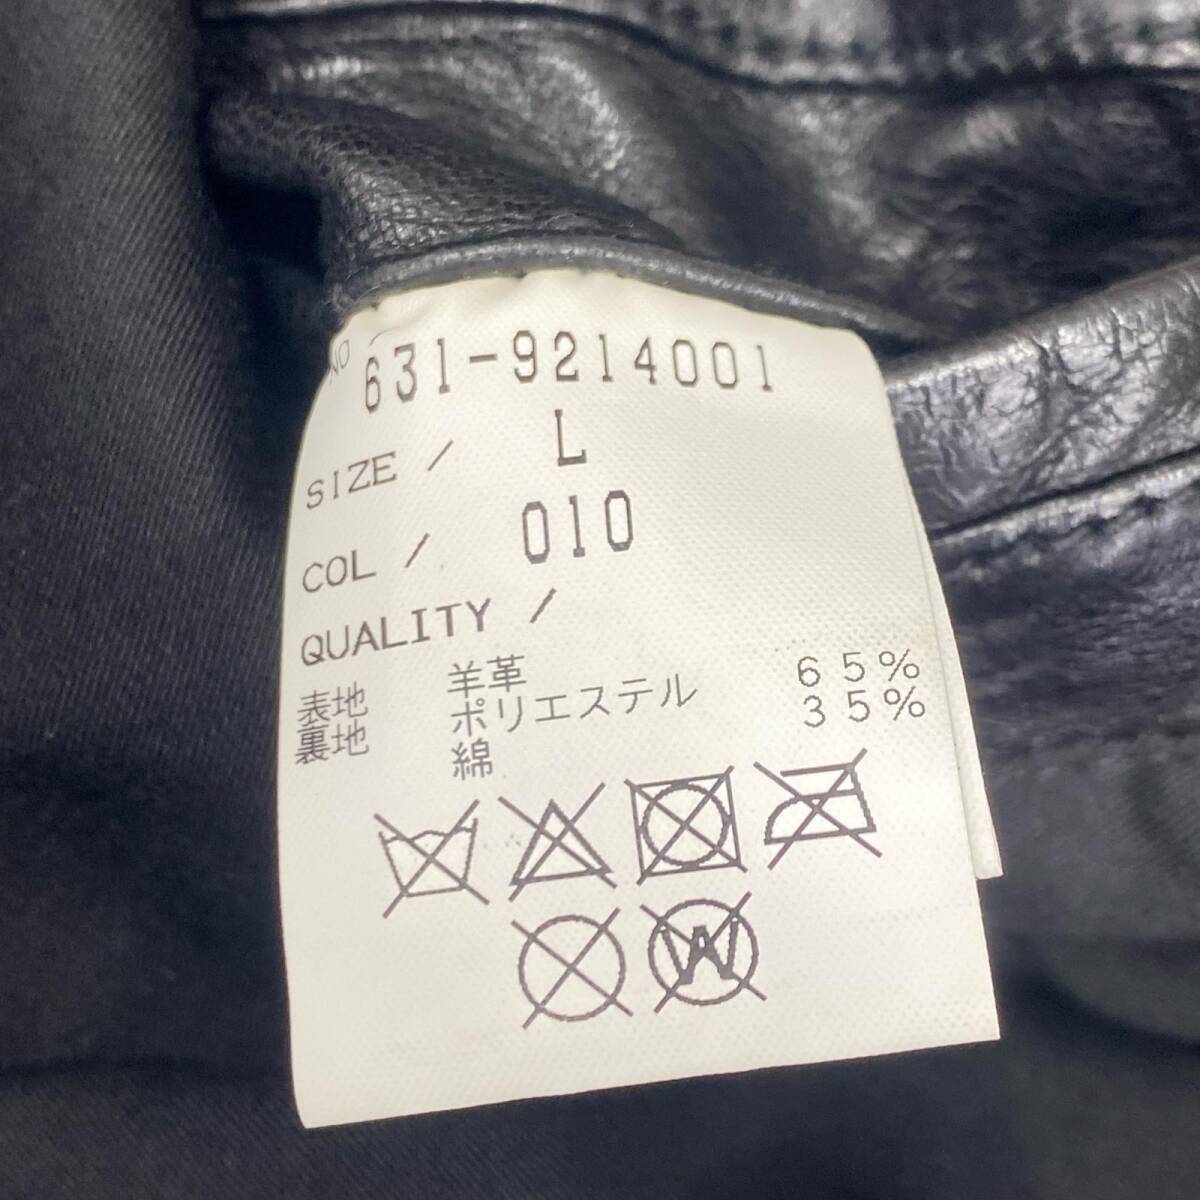 NO
631-9214001
SIZE / L
COL / 010
QUALITY /
表地 羊革
裏地 ポリエステル 65%
綿 35%
W